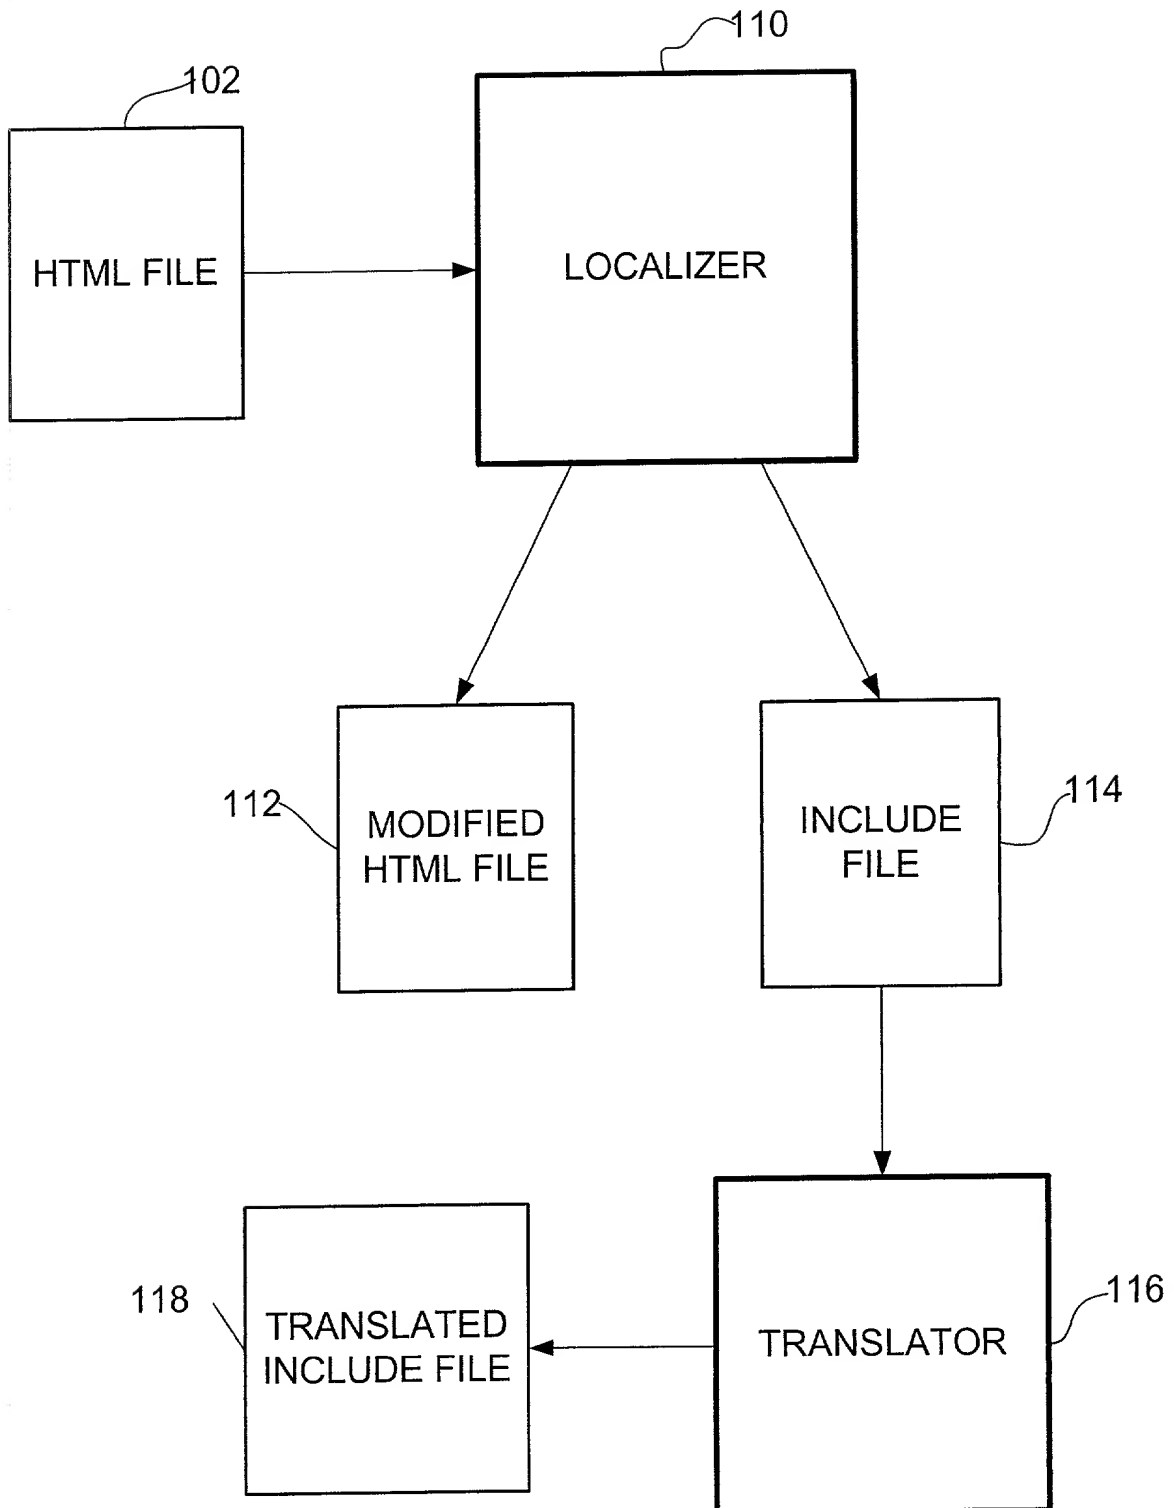 110
102
HTML FILE
LOCALIZER
112
MODIFIED
HTML FILE
INCLUDE
FILE
114
118
TRANSLATED
INCLUDE FILE
TRANSLATOR
116